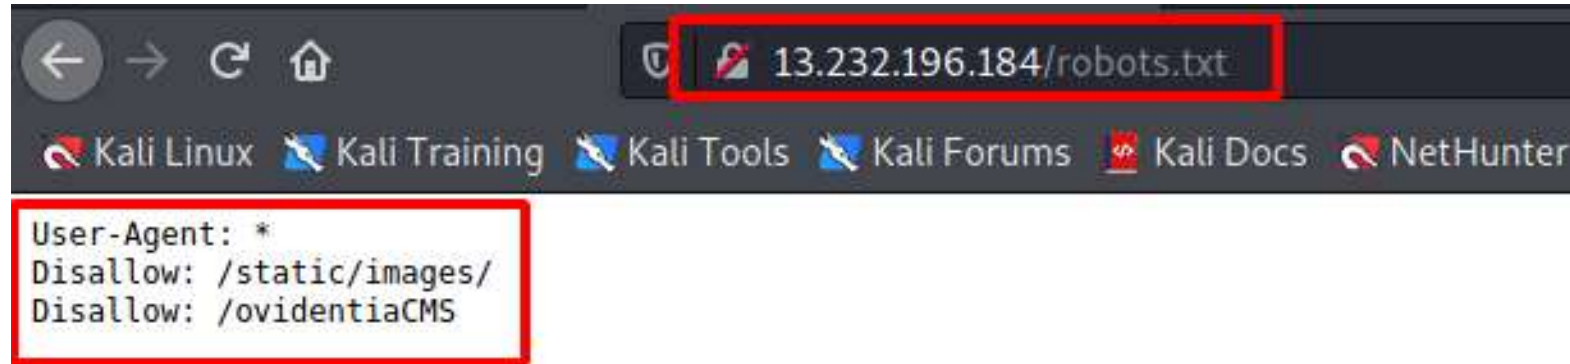 13.232.196.184/robots.txt
Kali Linux Kali Training Kali Tools Kali Forums Kali Docs NetHunter
User-Agent: *
Disallow: /static/images/
Disallow: /ovidentiaCMS